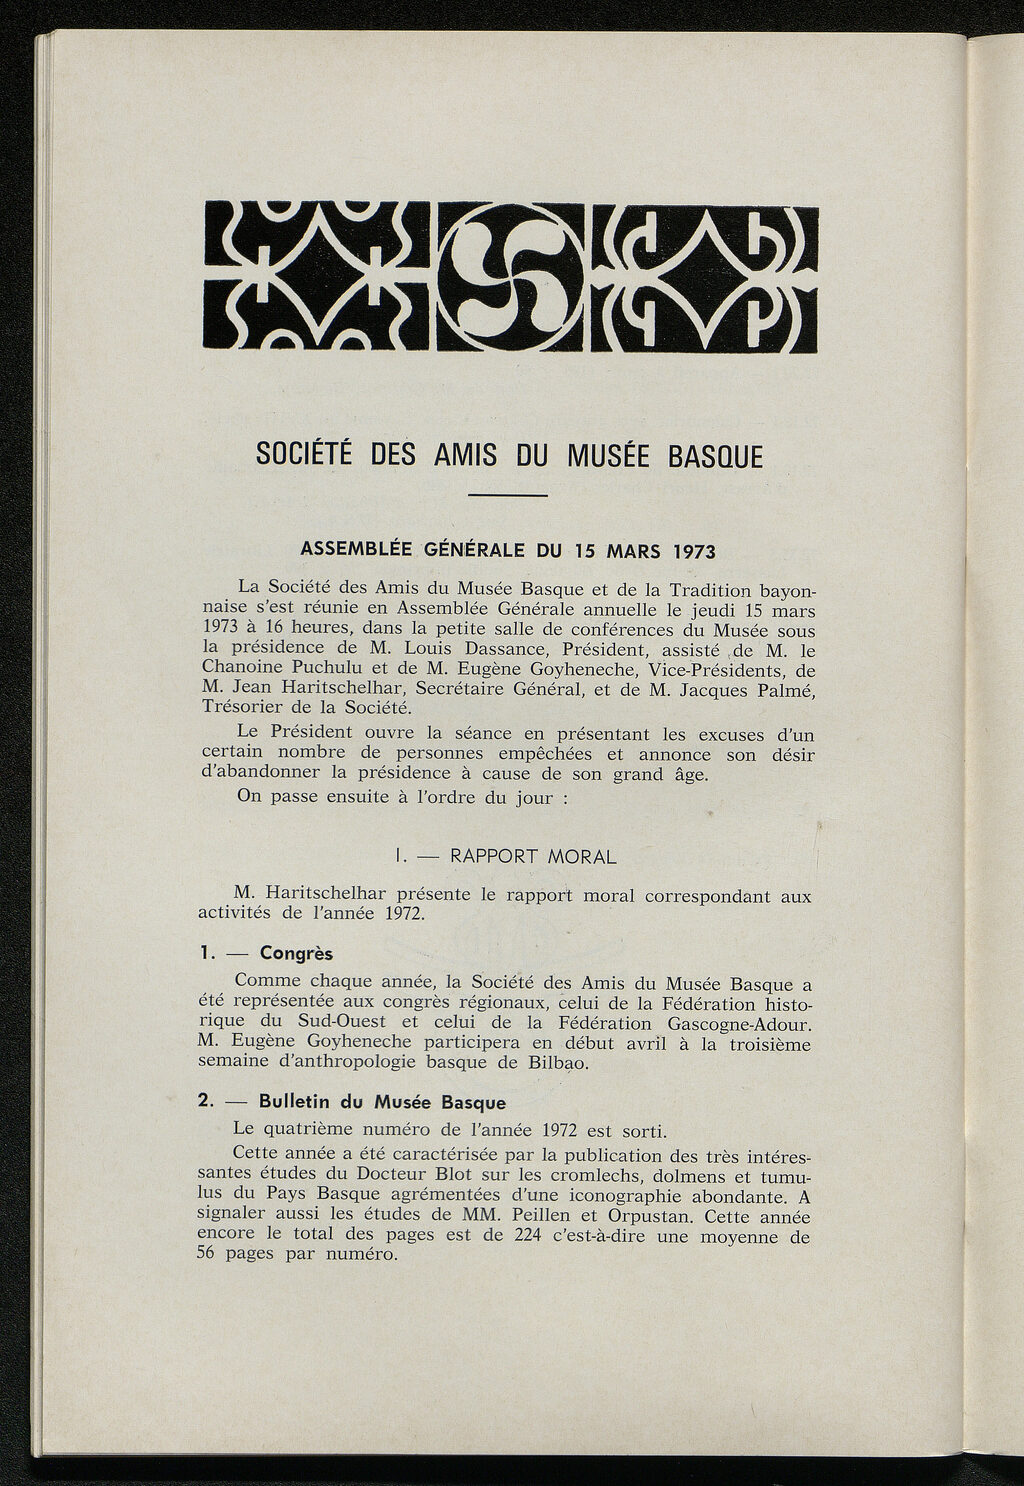 SOCIÉTÉ DES AMIS DU MUSÉE BASQUE
ASSEMBLÉE GÉNÉRALE DU 15 MARS 1973
La Société des Amis du Musée Basque et de la Tradition bayon-
naise s'est réunie en Assemblée Générale annuelle le jeudi 15 mars
1973 à 16 heures, dans la petite salle de conférences du Musée sous
la présidence de M. Louis Dassance, Président, assisté de M. le
Chanoine Puchulu et de M. Eugène Goyheneche, Vice-Présidents, de
M. Jean Haritschelhar, Secrétaire Général, et de M. Jacques Palmé,
Trésorier de la Société.
Le Président ouvre la séance en présentant les excuses d'un
certain nombre de personnes empêchées et annonce son désir
d'abandonner la présidence à cause de son grand âge.
On passe ensuite à l'ordre du jour :
I. — RAPPORT MORAL
M. Haritschelhar présente le rapport moral correspondant aux
activités de l'année 1972.
1. — Congrès
Comme chaque année, la Société des Amis du Musée Basque a
été représentée aux congrès régionaux, celui de la Fédération histo-
rique du Sud-Ouest et celui de la Fédération Gascogne-Adour.
M. Eugène Goyheneche participera en début avril à la troisième
semaine d'anthropologie basque de Bilbao.
2. — Bulletin du Musée Basque
Le quatrième numéro de l'année 1972 est sorti.
Cette année a été caractérisée par la publication des très intéres-
santes études du Docteur Blot sur les cromlechs, dolmens et tumu-
lus du Pays Basque agrémentées d'une iconographie abondante. A
signaler aussi les études de MM. Peillen et Orpustan. Cette année
encore le total des pages est de 224 c'est-à-dire une moyenne de
56 pages par numéro.